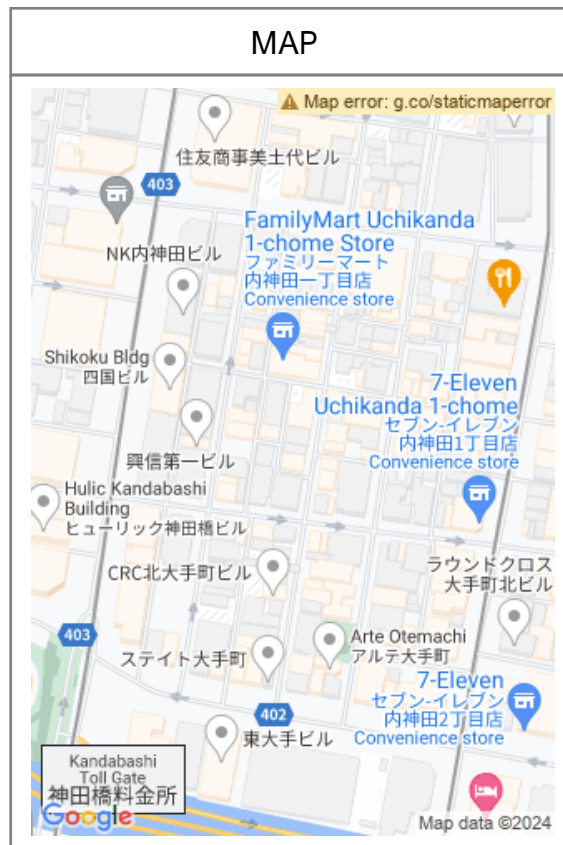 MAP
Map error: g.co/staticmaperror
住友商事美土代ビル
403
FamilyMart Uchikanda
1-chome Store
ファミリーマート
内神田一丁目店
Convenience store
NK内神田ビル
Shikoku Bldg
四国ビル
7-Eleven
Uchikanda 1-chome
セブン-イレブン
内神田1丁目店
Convenience store
興信第一ビル
Hulic Kandabashi
Building
ヒューリック神田橋ビル
CRC北大手町ビル
ラウンドクロス
大手町北ビル
403
ステイト大手町
Arte Otemachi
アルテ大手町
7-Eleven
セブン-イレブン
内神田2丁目店
Convenience store
402
東大手ビル
Kandabashi
Toll Gate
神田橋料金所
Google
Map data ©2024